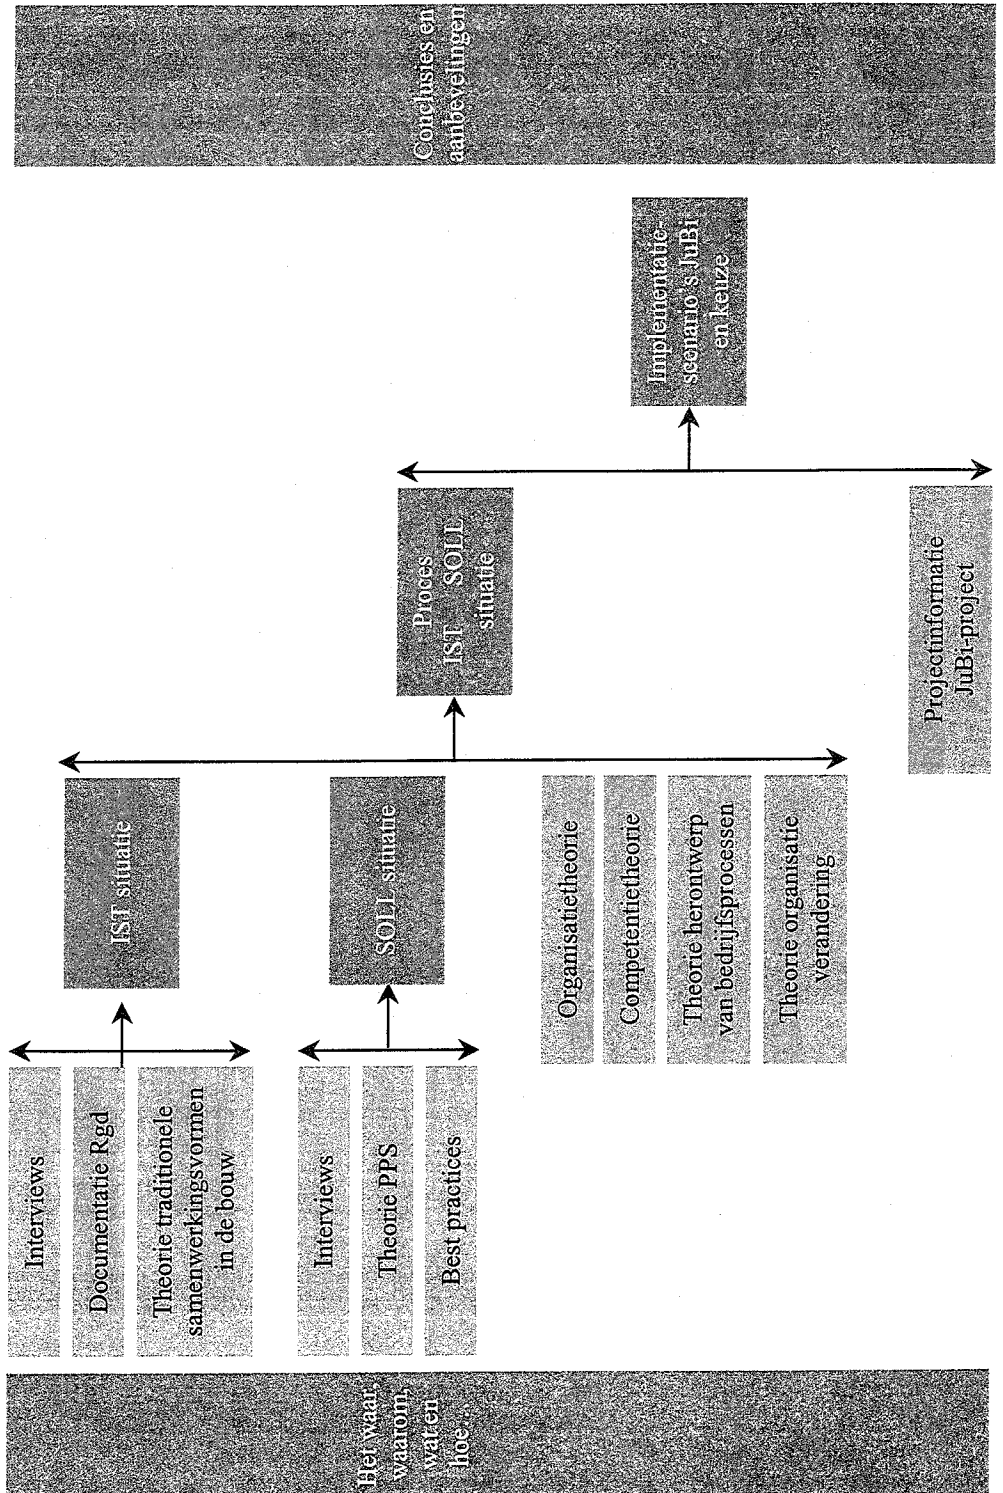 Het waar,
waarom,
wat en
hoe...
Interviews
Documentatie Rgd
Theorie traditionele
samenwerkingsvormen
in de bouw
Interviews
Theorie PPS
Best practices
IST situatie
SOLL situatie
Organisatietheorie
Competentietheorie
Theorie herontwerp
van bedrijfsprocessen
Theorie organisatie
verandering
Proces
IST SOLL
situatie
Projectinformatie
JuBi-project
Implementatie-
scenario's JuBi
en keuze
Conclusies en
aanbevelingen